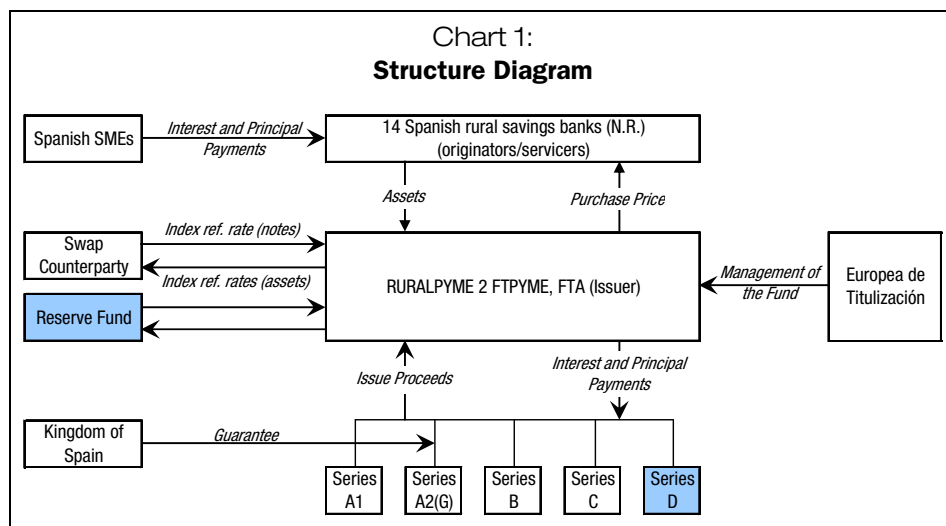 Chart 1:
Structure Diagram
Spanish SMEs
Interest and Principal
Payments
14 Spanish rural savings banks (N.R.)
(originators/servicers)
Assets
Purchase Price
Swap
Counterparty
Index ref. rate (notes)
Index ref. rates (assets)
Reserve Fund
RURALPYME 2 FTPYME, FTA (Issuer)
Management of
the Fund
Europea de
Titulización
Issue Proceeds
Interest and Principal
Payments
Kingdom of
Spain
Guarantee
Series
A1
Series
A2(G)
Series
B
Series
C
Series
D